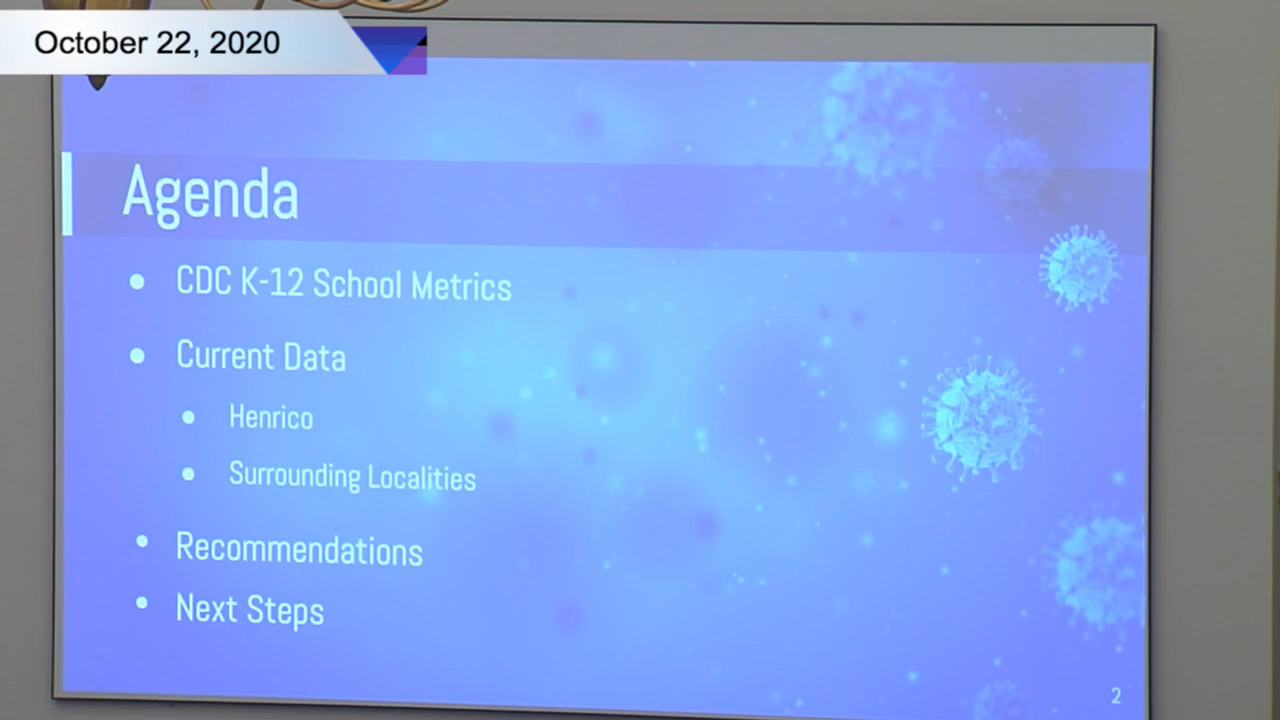 October 22, 2020
Agenda
• CDC K-12 School Metrics
• Current Data
• Henrico
• Surrounding Localities
• Recommendations
• Next Steps
2